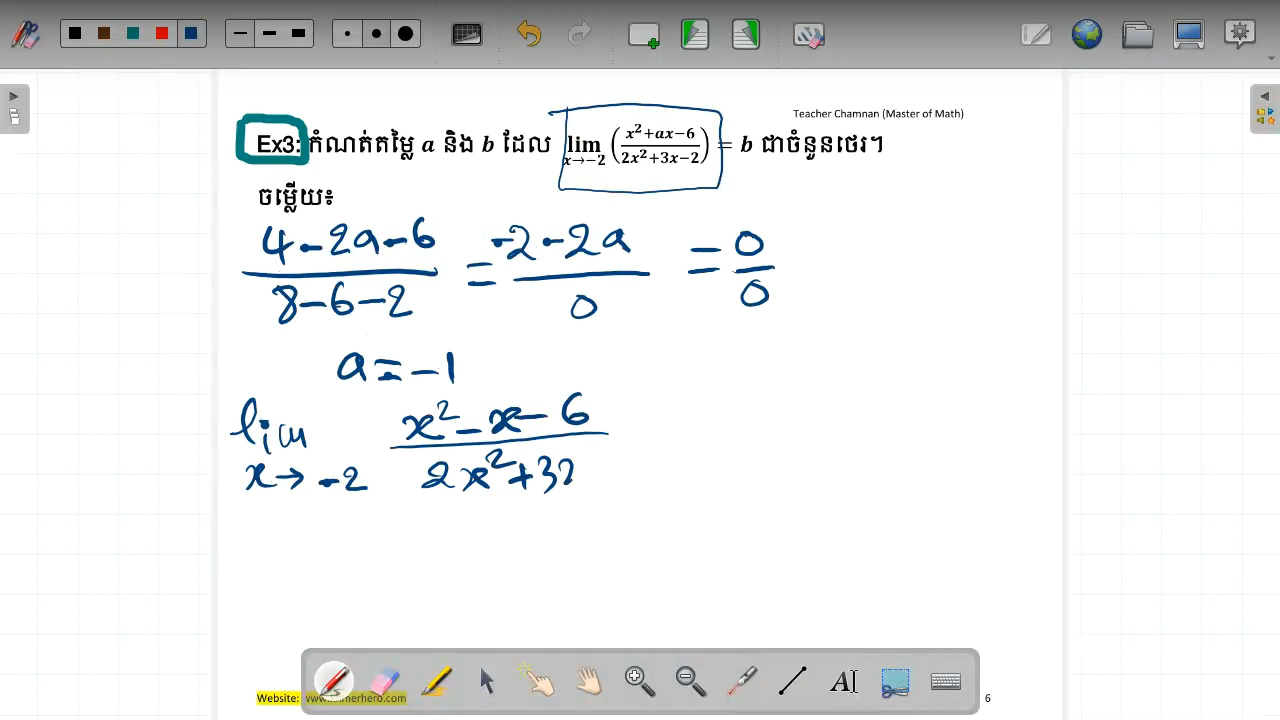 Teacher Chamnan (Master of Math)
Ex3: កំណត់តម្លៃ a និង b ដែល lim x→−2 (x²+ax−6 / 2x²+3x−2) = b ជាចំនួនថេរ។
ចម្លើយ៖
4-2a-6 / 8-6-2 = -2-2a / 0 = 0/0
a = -1
lim x→-2 x²-x-6 / 2x²+3
Website: 6